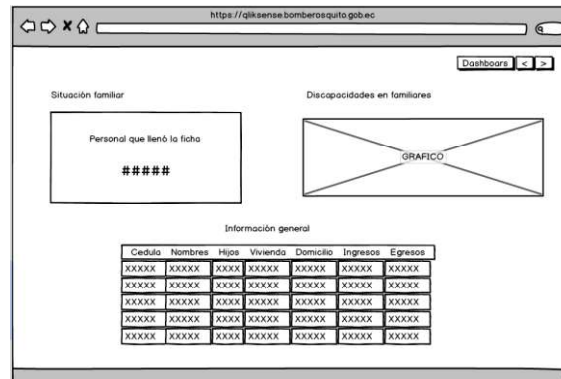 https://qliksense.bomberosquito.gob.ec
Dashboars < >
Situación familiar
Discapacidades en familiares
Personal que llenó la ficha
#####
GRAFICO
Información general
Cedula Nombres Hijos Vivienda Domicilio Ingresos Egresos
XXXXX XXXXX XXXX XXXXX XXXXX XXXXX XXXXX
XXXXX XXXXX XXXX XXXXX XXXXX XXXXX XXXXX
XXXXX XXXXX XXXX XXXXX XXXXX XXXXX XXXXX
XXXXX XXXXX XXXX XXXXX XXXXX XXXXX XXXXX
XXXXX XXXXX XXXX XXXXX XXXXX XXXXX XXXXX